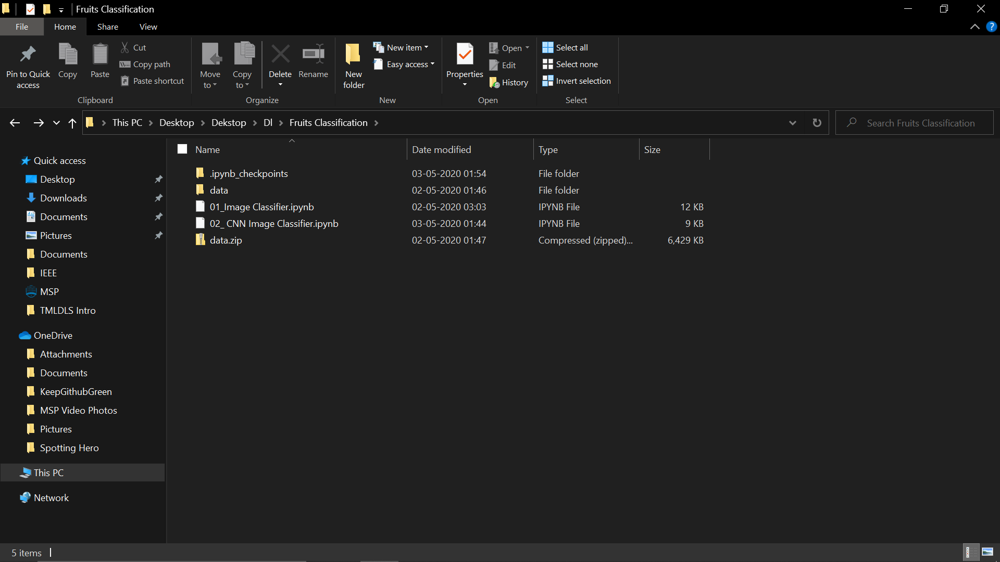 Fruits Classification
File Home Share View
Pin to Quick access
Copy
Paste
Cut
Copy path
Paste shortcut
Clipboard
Move to
Copy to
Delete
Rename
Organize
New folder
New item
Easy access
New
Properties
Open
Edit
History
Open
Select all
Select none
Invert selection
Select
This PC Desktop Dekstop Dl Fruits Classification
Search Fruits Classification
Quick access
Desktop
Downloads
Documents
Pictures
Documents
IEEE
MSP
TMLDLS Intro
OneDrive
Attachments
Documents
KeepGithubGreen
MSP Video Photos
Pictures
Spotting Hero
This PC
Network
Name Date modified Type Size
.ipynb_checkpoints 03-05-2020 01:54 File folder
data 02-05-2020 01:46 File folder
01_Image Classifier.ipynb 02-05-2020 03:03 IPYNB File 12 KB
02_ CNN Image Classifier.ipynb 03-05-2020 01:44 IPYNB File 9 KB
data.zip 02-05-2020 01:47 Compressed (zipped)... 6,429 KB
5 items